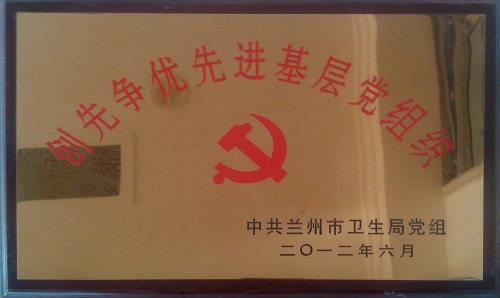 创先争优先进基层党组织
中共兰州市卫生局党组
二〇一二年六月